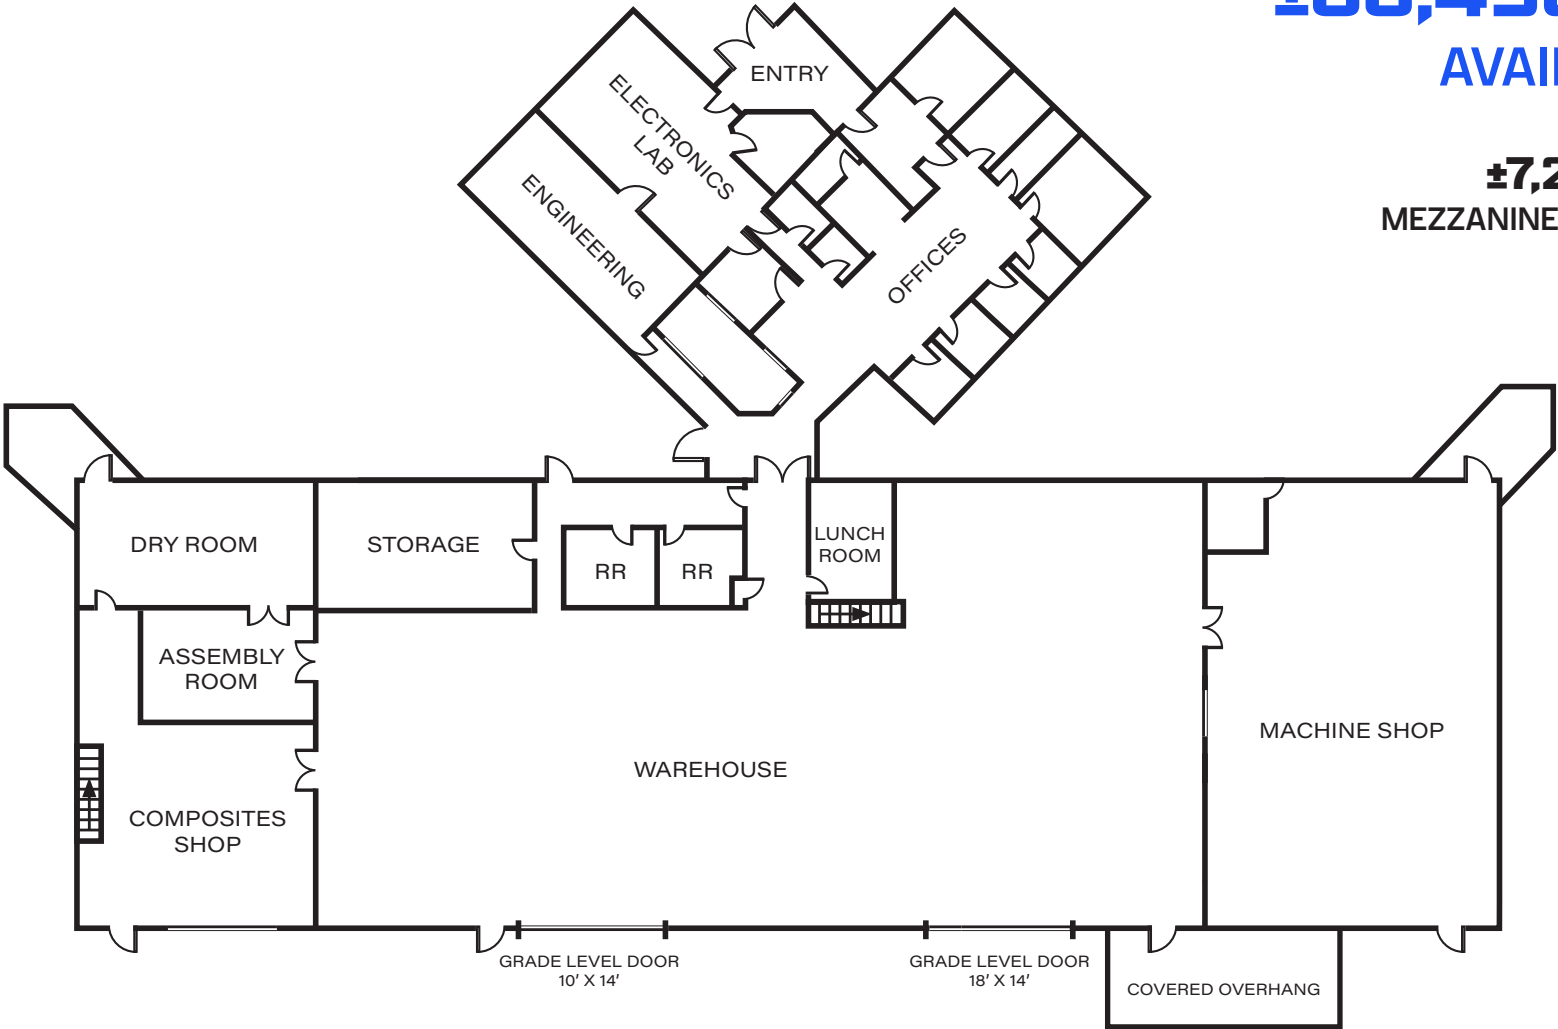 AVAI
±7,2
MEZZANINE
ENTRY
ELECTRONICS
LAB
ENGINEERING
OFFICES
DRY ROOM
STORAGE
RR
RR
LUNCH
ROOM
ASSEMBLY
ROOM
MACHINE SHOP
WAREHOUSE
COMPOSITES
SHOP
GRADE LEVEL DOOR
10' X 14'
GRADE LEVEL DOOR
18' X 14'
COVERED OVERHANG